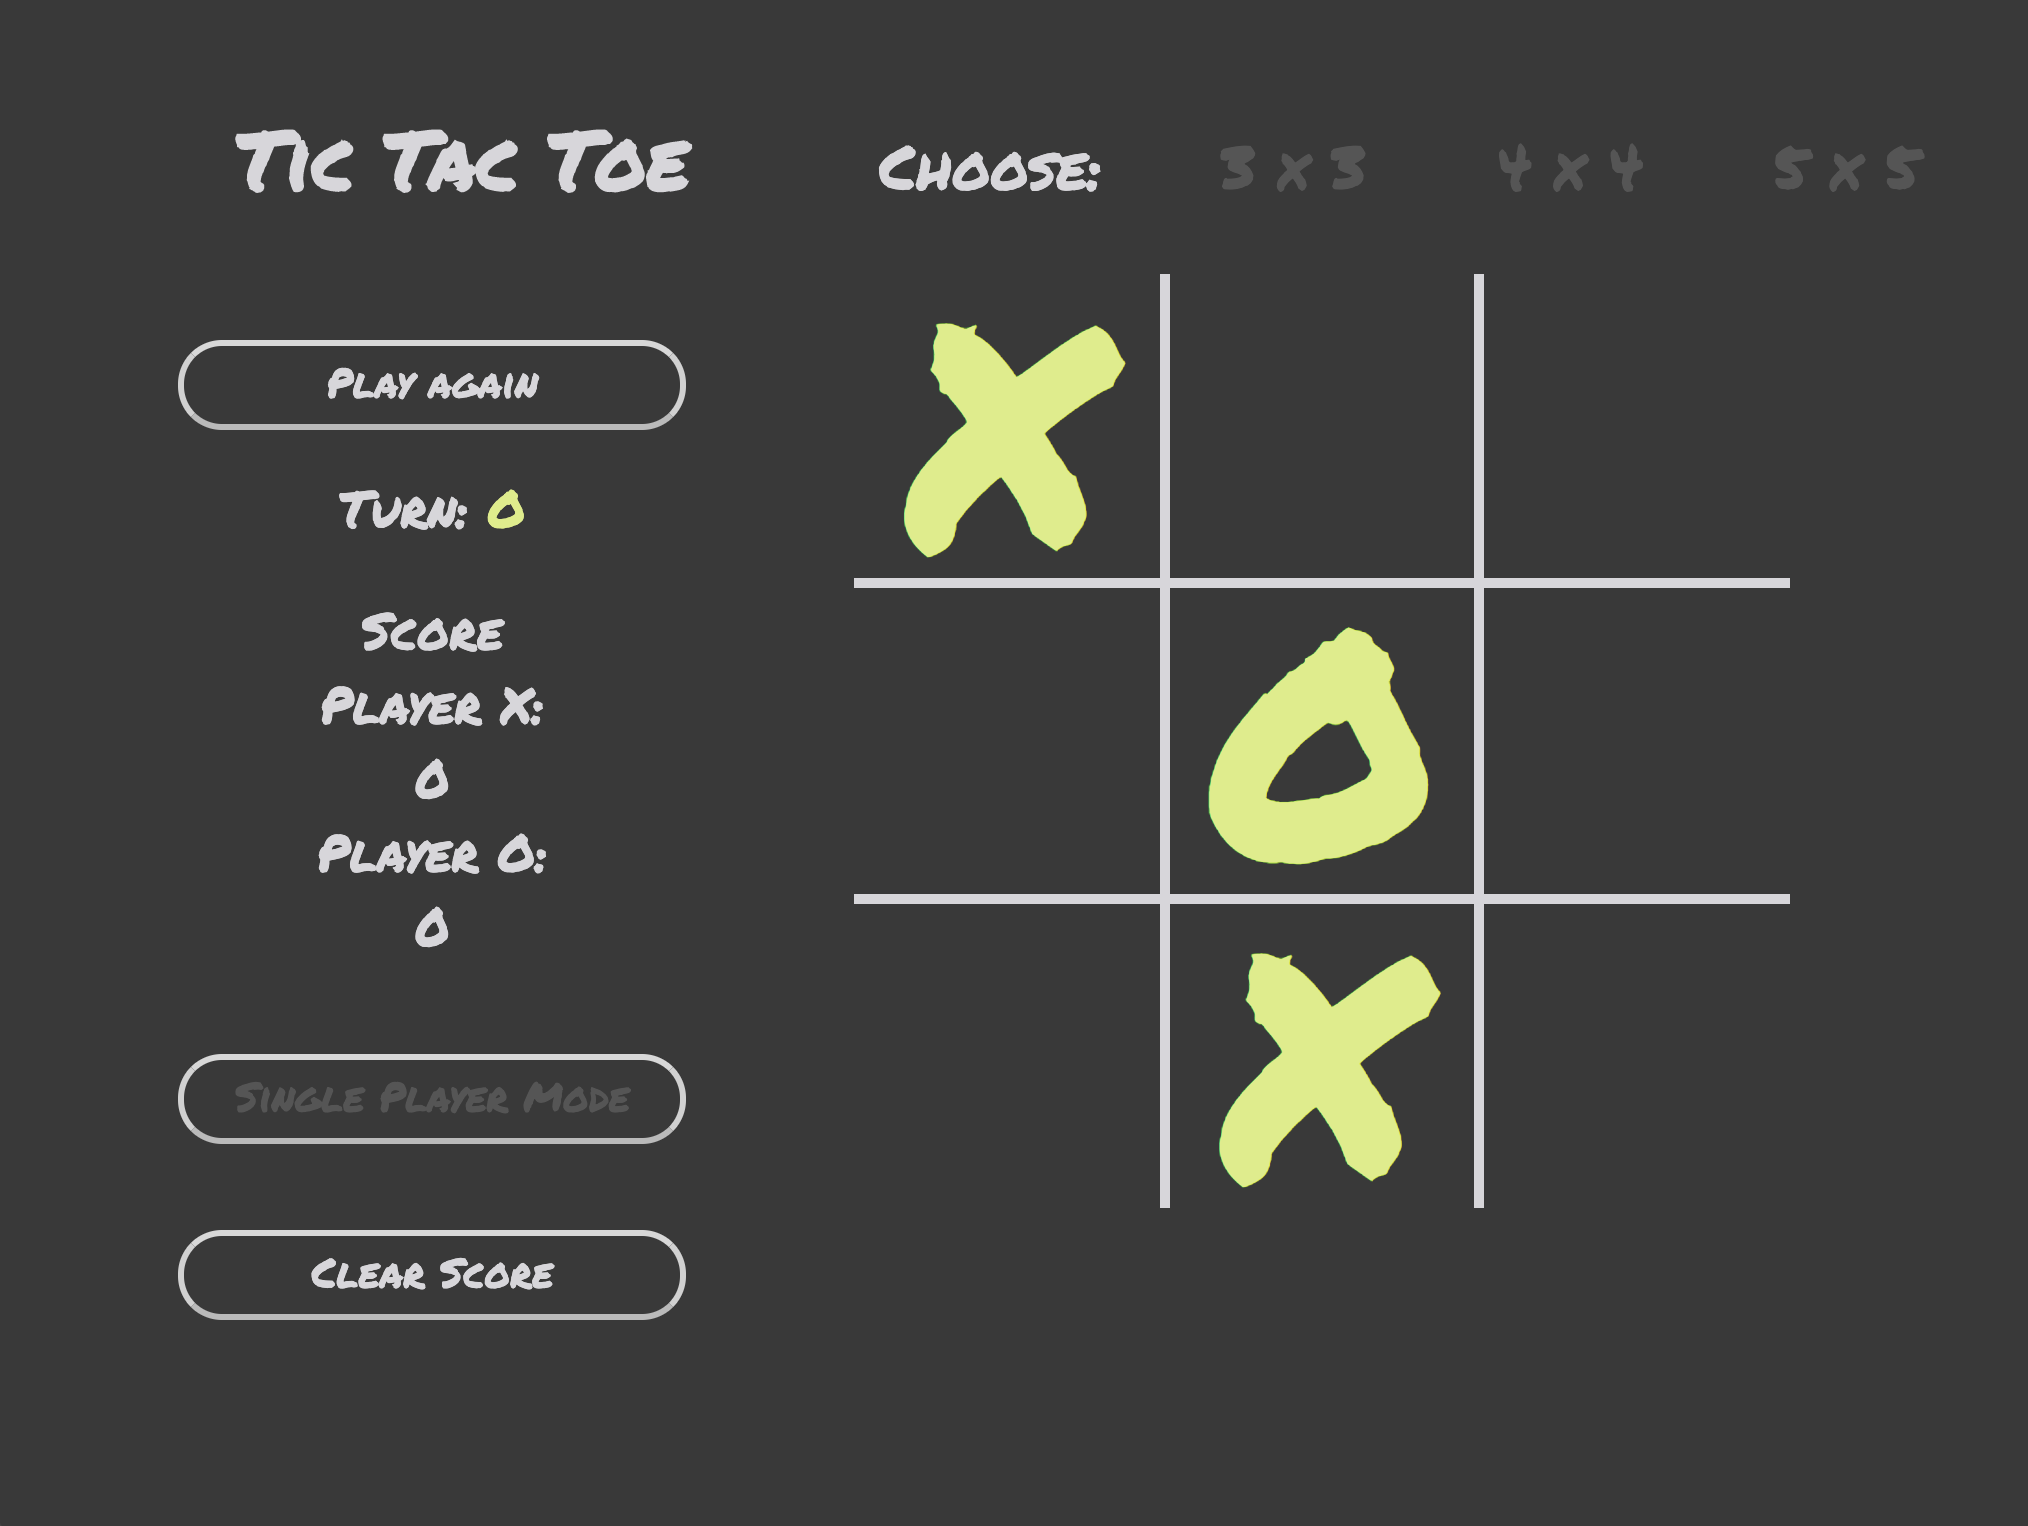 Tic Tac Toe
Choose: 3 x 3 4 x 4 5 x 5
Play again
Turn: O
Score
Player X:
0
Player O:
0
Single Player Mode
Clear Score
X
O
X